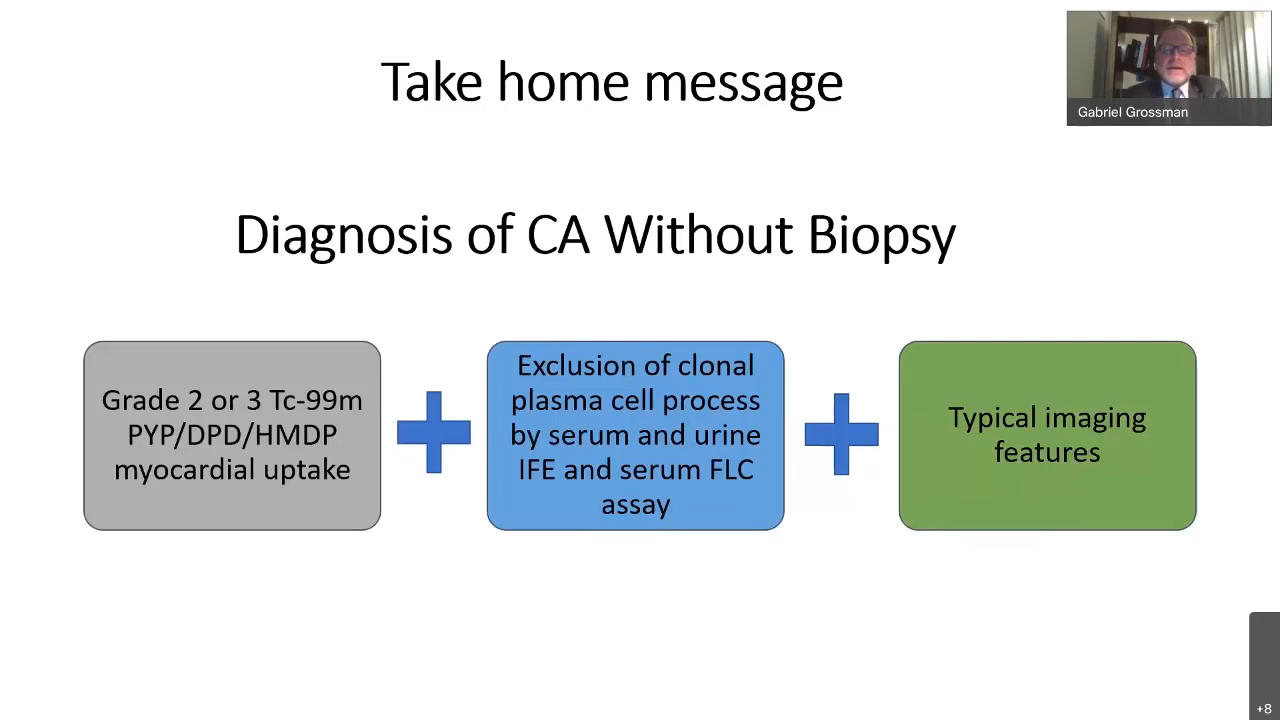 Take home message
Gabriel Grossman
Diagnosis of CA Without Biopsy
Grade 2 or 3 Tc-99m
PYP/DPD/HMDP
myocardial uptake
Exclusion of clonal
plasma cell process
by serum and urine
IFE and serum FLC
assay
Typical imaging
features
+8